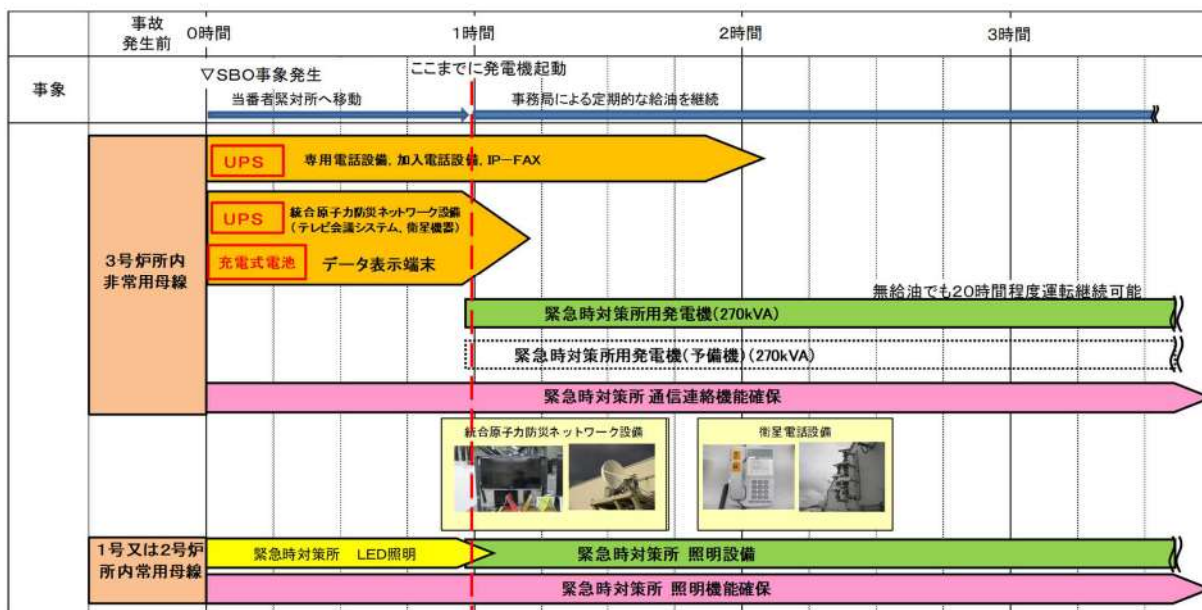 事故
発生前
0時間
1時間
2時間
3時間
事象
▽SBO事象発生
ここまでに発電機起動
当番者緊対所へ移動
事務局による定期的な給油を継続
3号炉所内
非常用母線
UPS
専用電話設備、加入電話設備、IP-FAX
UPS
統合原子力防災ネットワーク設備
(テレビ会議システム、衛星機器)
充電式電池
データ表示端末
無給油でも20時間程度運転継続可能
緊急時対策所用発電機(270kVA)
緊急時対策所用発電機(予備機)(270kVA)
緊急時対策所 通信連絡機能確保
統合原子力防災ネットワーク設備
衛星電話設備
1号又は2号炉
所内常用母線
緊急時対策所 LED照明
緊急時対策所 照明設備
緊急時対策所 照明機能確保